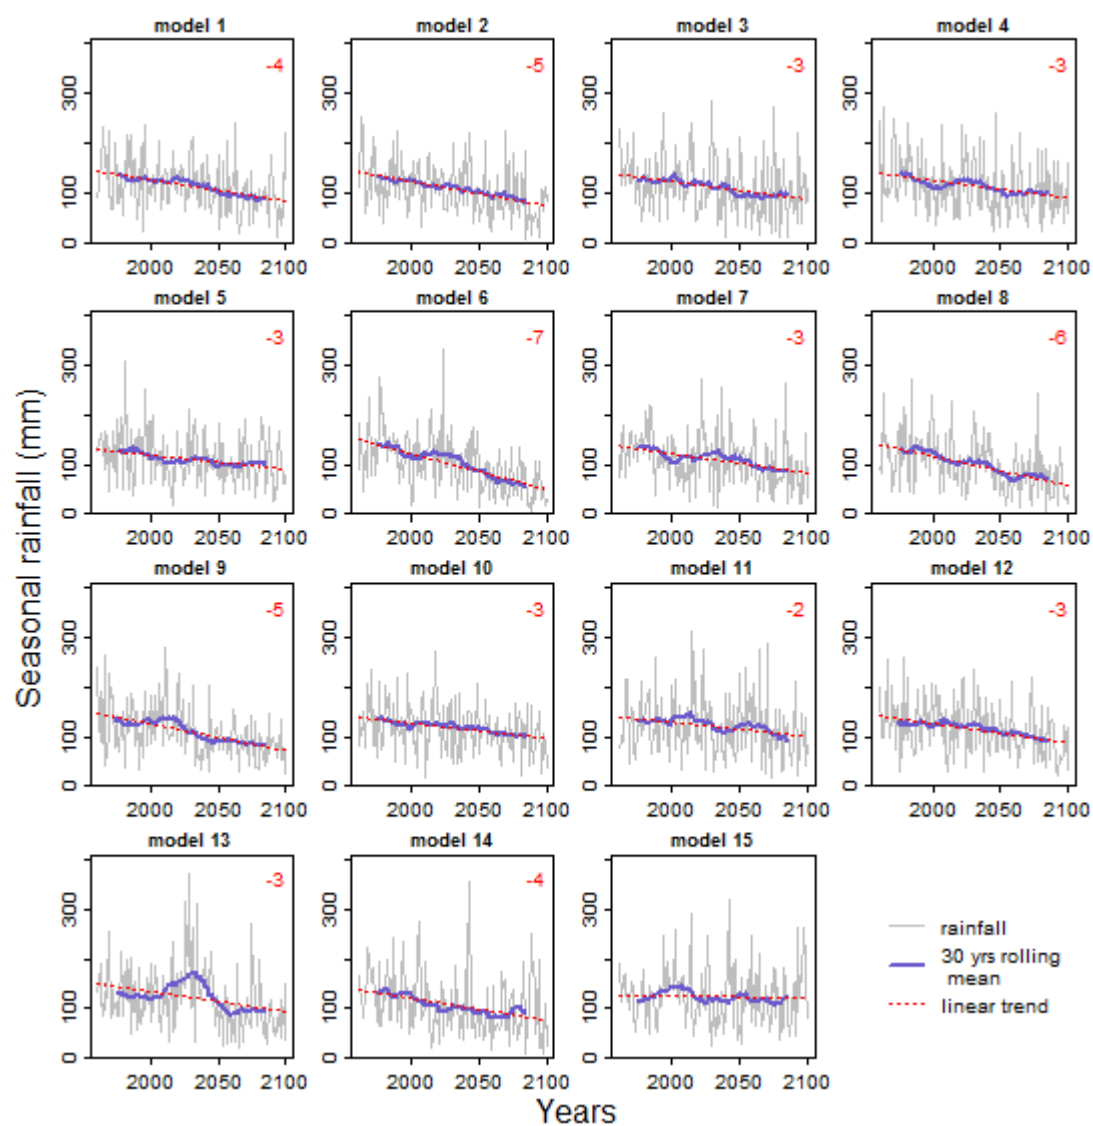 model 1 model 2 model 3 model 4
-4 -5 -3 -3
300 300 300 300
100 100 100 100
0 0 0 0
2000 2050 2100 2000 2050 2100 2000 2050 2100 2000 2050 2100
model 5 model 6 model 7 model 8
-3 -7 -3 -6
300 300 300 300
100 100 100 100
0 0 0 0
2000 2050 2100 2000 2050 2100 2000 2050 2100 2000 2050 2100
Seasonal rainfall (mm)
model 9 model 10 model 11 model 12
-5 -3 -2 -3
300 300 300 300
100 100 100 100
0 0 0 0
2000 2050 2100 2000 2050 2100 2000 2050 2100 2000 2050 2100
model 13 model 14 model 15
-3 -4
300 300 300
100 100 100
0 0 0
2000 2050 2100 2000 2050 2100 2000 2050 2100
rainfall
30 yrs rolling
mean
linear trend
Years